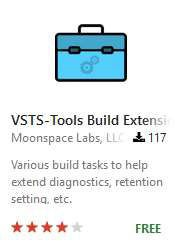 VSTS-Tools Build Extensi
Moonspace Labs, LLC 117
Various build tasks to help
extend diagnostics, retention
setting, etc.
FREE